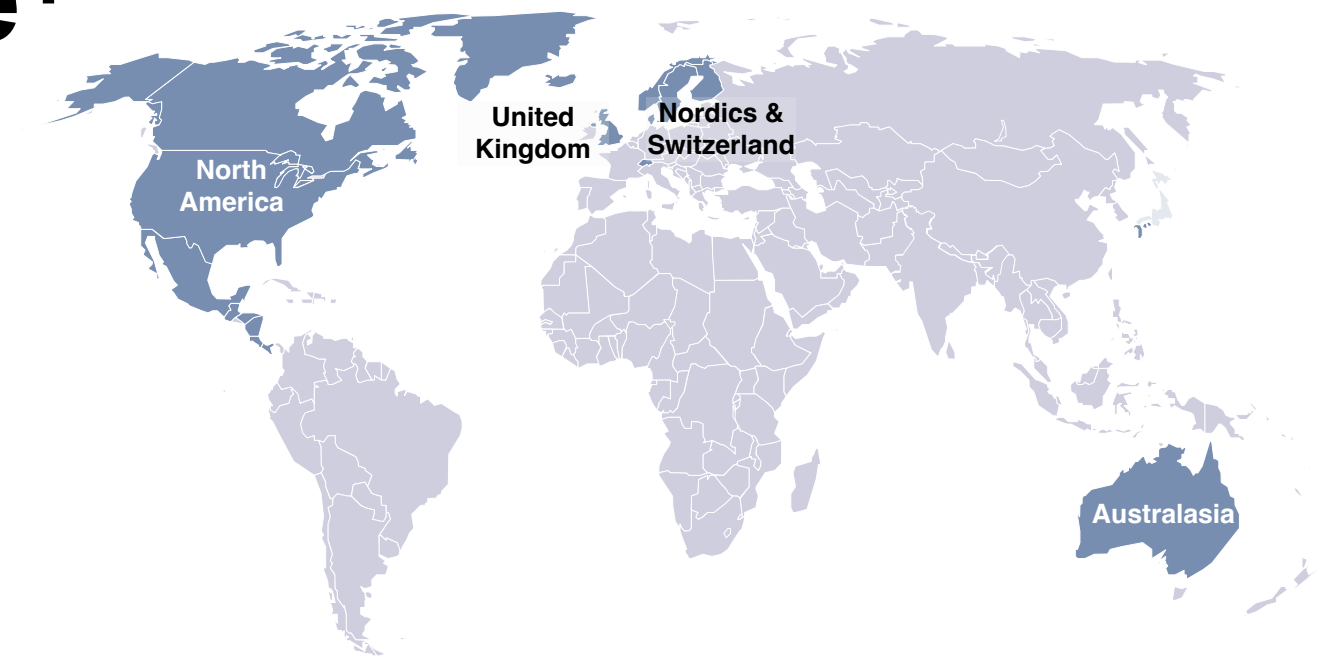 United
Kingdom
Nordics &
Switzerland
North
America
Australasia